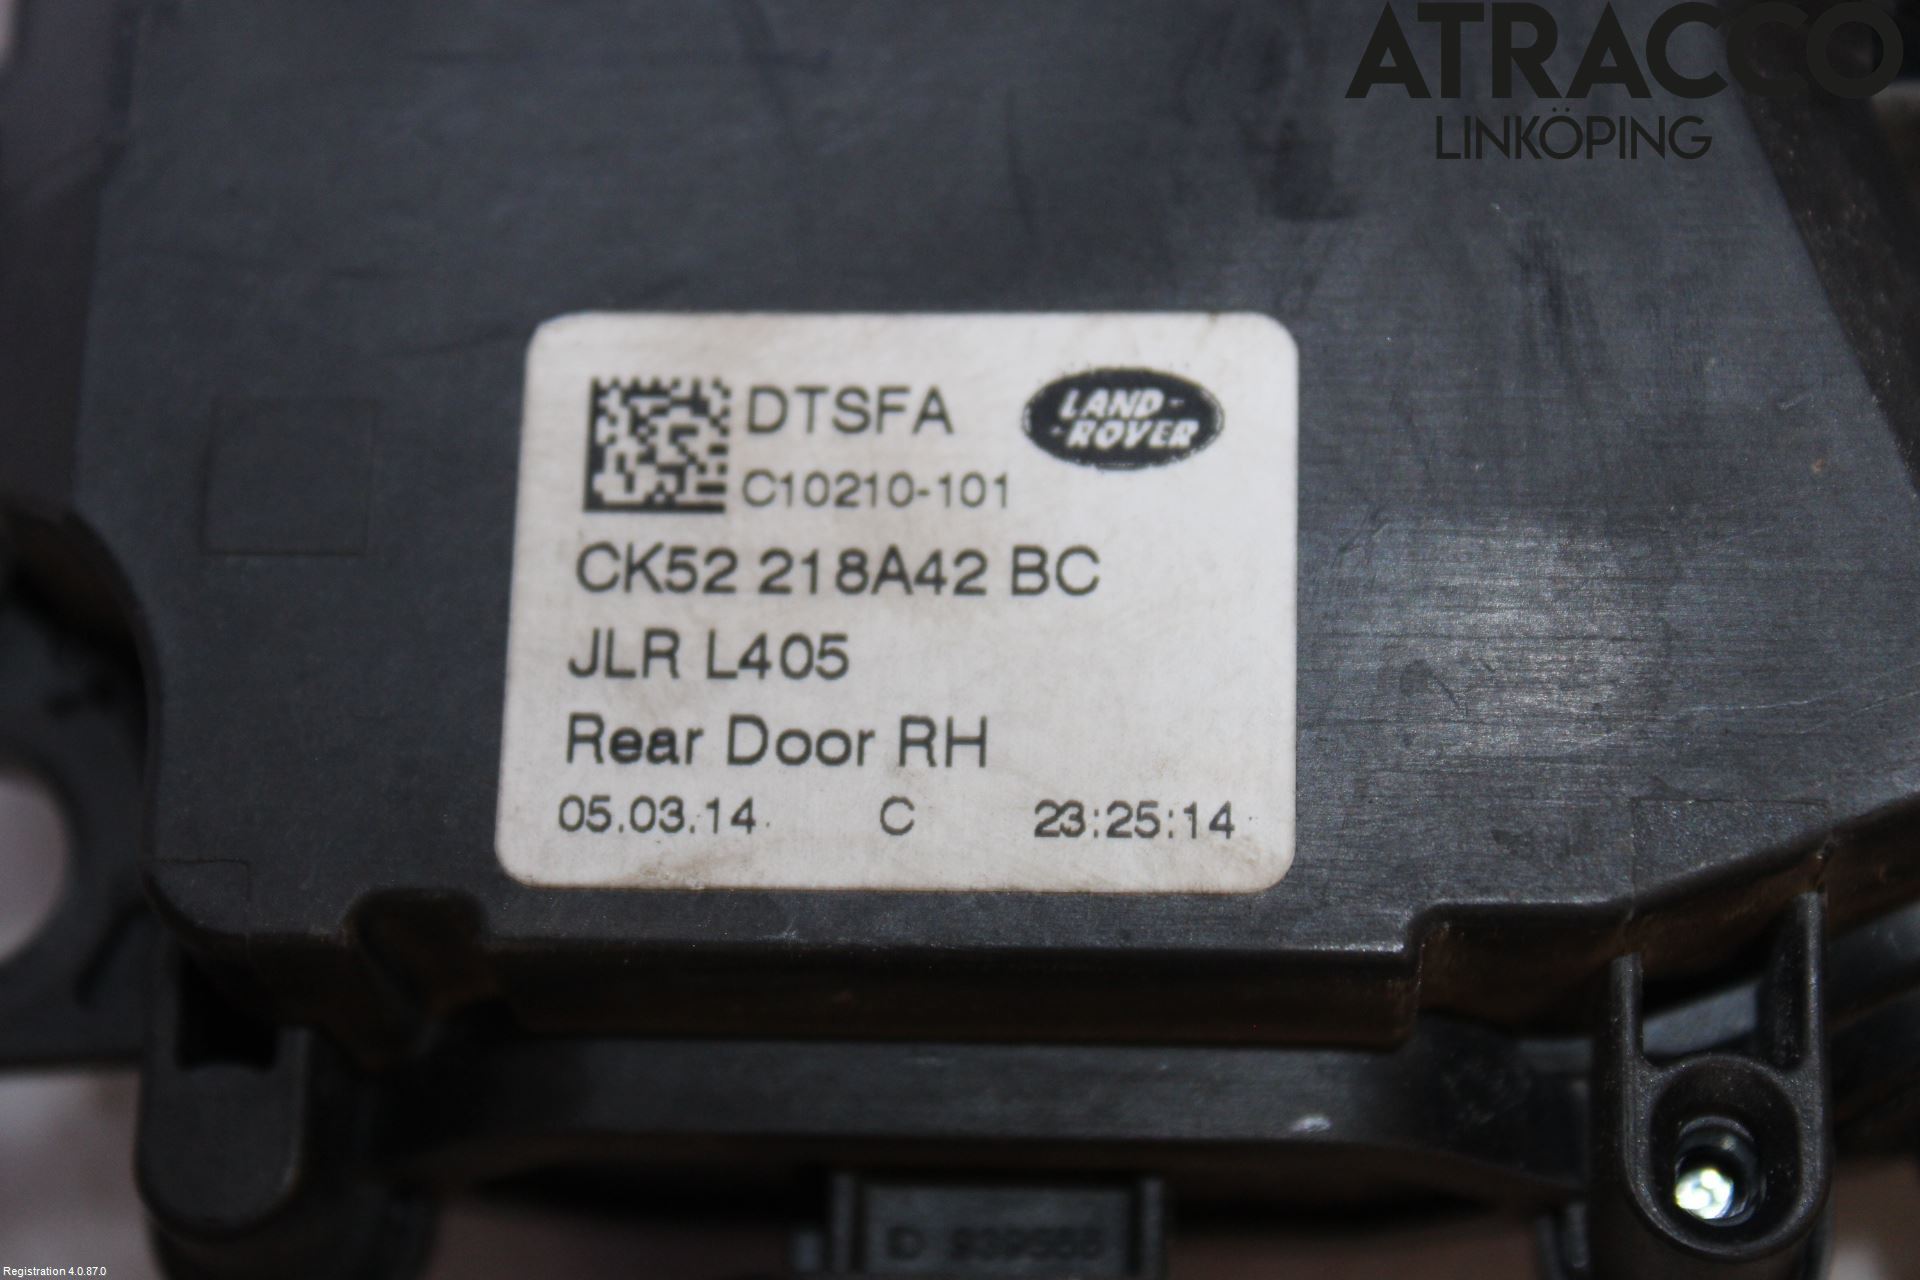 ATRACCO
LINKÖPING
DTSFA
LAND-
-ROVER
C10210-101
CK52 218A42 BC
JLR L405
Rear Door RH
05.03.14 C 23:25:14
Registration 4.0.87.0